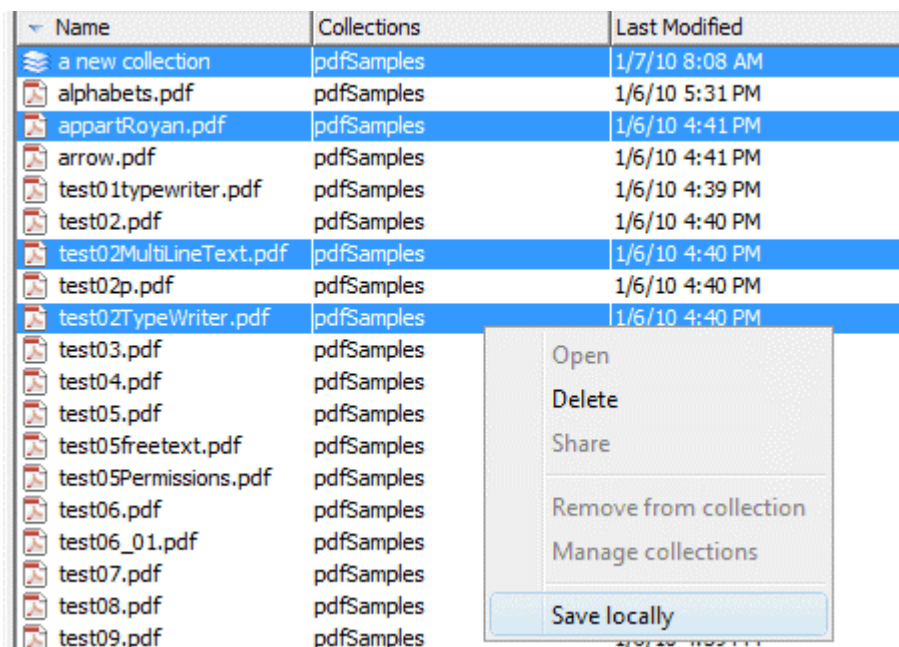 Name Collections Last Modified
a new collection pdfSamples 1/7/10 8:08 AM
alphabets.pdf pdfSamples 1/6/10 5:31 PM
appartRoyan.pdf pdfSamples 1/6/10 4:41 PM
arrow.pdf pdfSamples 1/6/10 4:41 PM
test01typewriter.pdf pdfSamples 1/6/10 4:39 PM
test02.pdf pdfSamples 1/6/10 4:40 PM
test02MultiLineText.pdf pdfSamples 1/6/10 4:40 PM
test02p.pdf pdfSamples 1/6/10 4:40 PM
test02TypeWriter.pdf pdfSamples 1/6/10 4:40 PM
test03.pdf pdfSamples
test04.pdf pdfSamples
test05.pdf pdfSamples
test05freetext.pdf pdfSamples
test05Permissions.pdf pdfSamples
test06.pdf pdfSamples
test06_01.pdf pdfSamples
test07.pdf pdfSamples
test08.pdf pdfSamples
test09.pdf pdfSamples
Open
Delete
Share
Remove from collection
Manage collections
Save locally